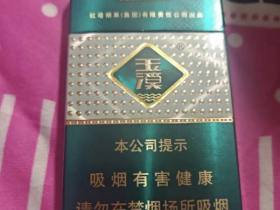 红塔烟草（集团）有限责任公司出品
玉溪
®
本公司提示
吸烟有害健康
请勿在禁烟场所吸烟